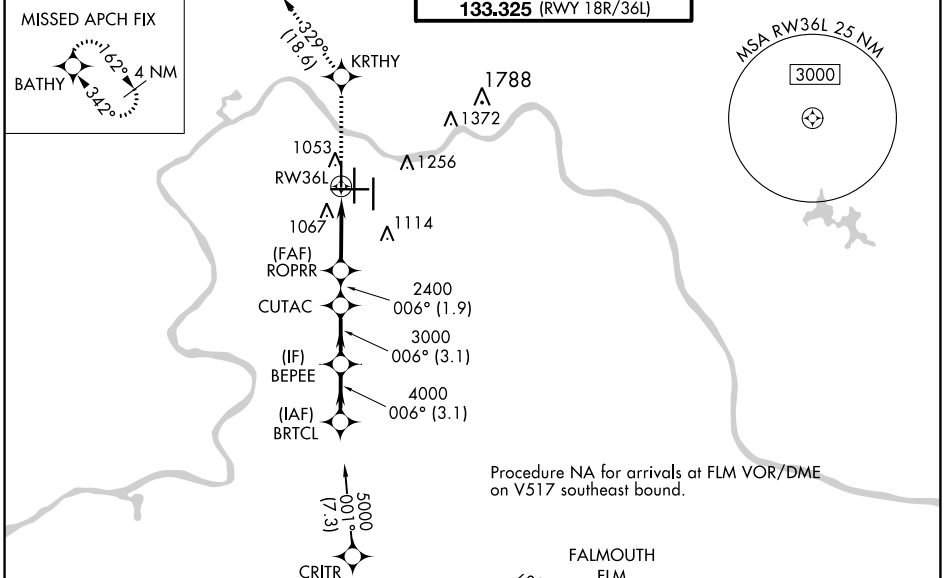 133.325 (RWY 18R/36L)
MISSED APCH FIX
BATHY
162°
4 NM
342°
329°
(18.6)
KRTHY
MSA RW36L 25 NM
3000
1788
1372
1053
1256
RW36L
1067
1114
(FAF)
ROPRR
2400
006° (1.9)
CUTAC
3000
006° (3.1)
(IF)
BEPEE
4000
006° (3.1)
(IAF)
BRTCL
Procedure NA for arrivals at FLM VOR/DME
on V517 southeast bound.
5000
001°
(7.3)
CRITR
FALMOUTH